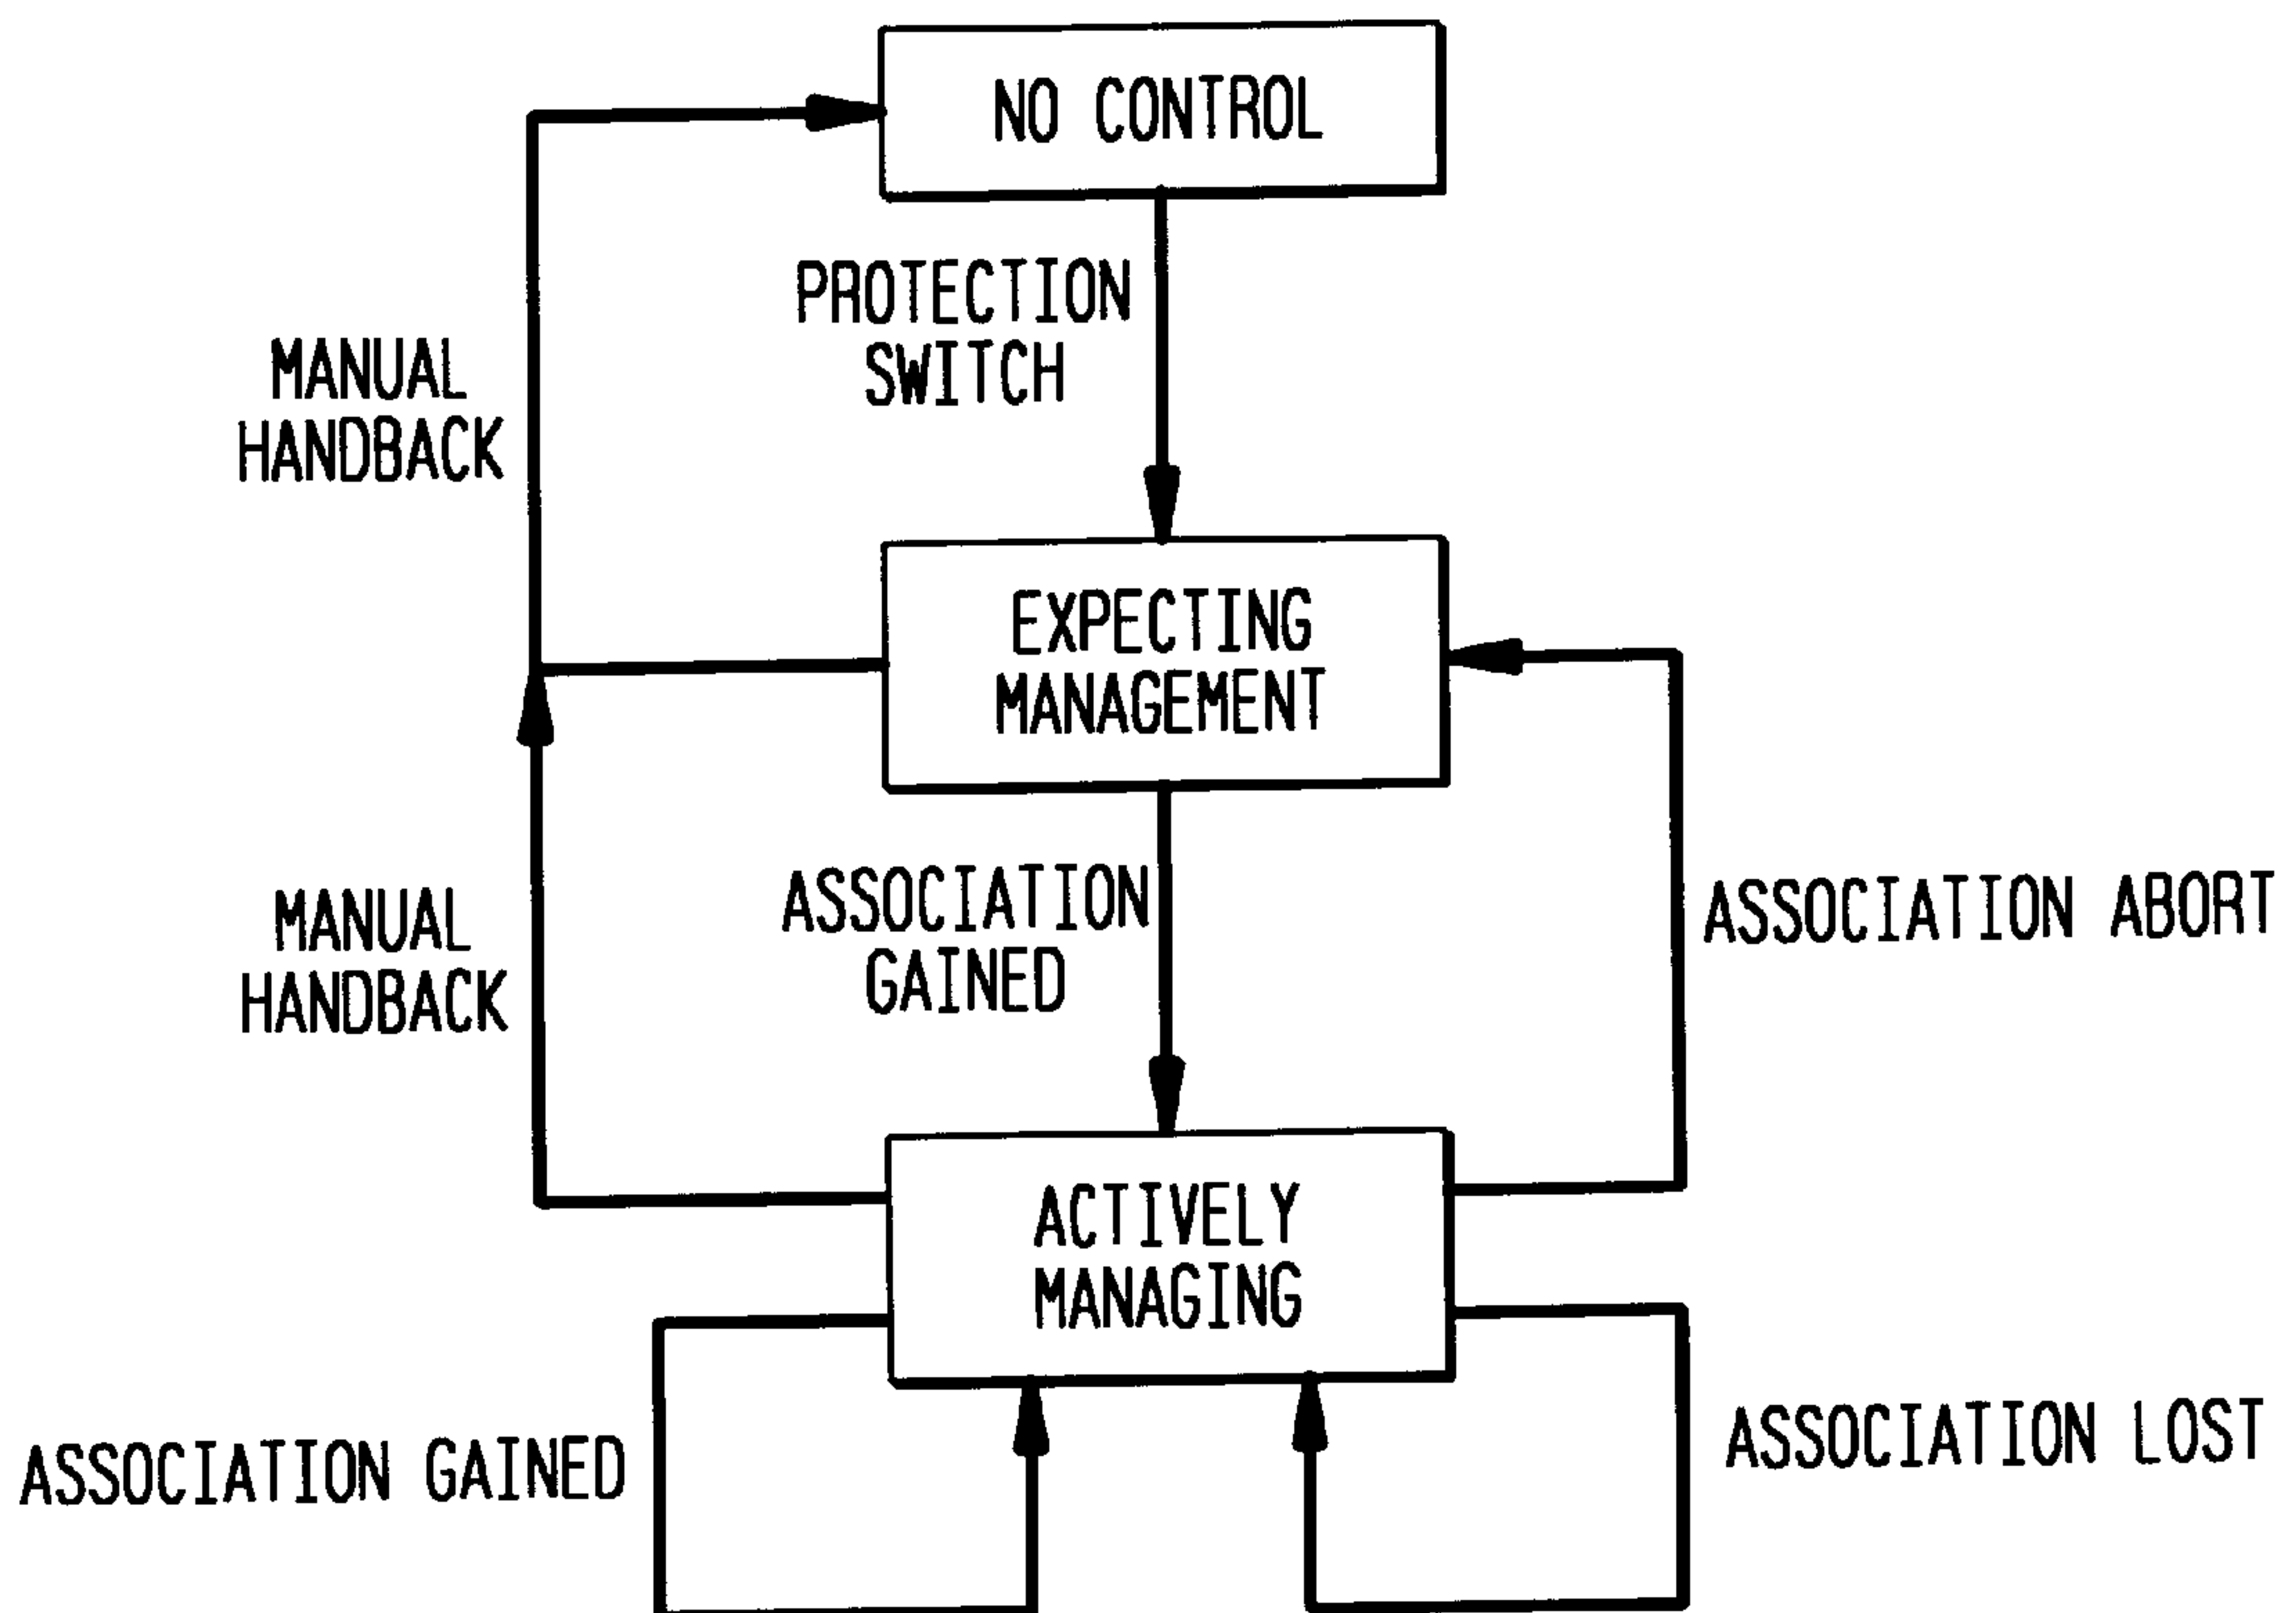 NO CONTROL
PROTECTION
SWITCH
MANUAL
HANDBACK
EXPECTING
MANAGEMENT
ASSOCIATION
GAINED
MANUAL
HANDBACK
ASSOCIATION ABORT
ACTIVELY
MANAGING
ASSOCIATION GAINED
ASSOCIATION LOST